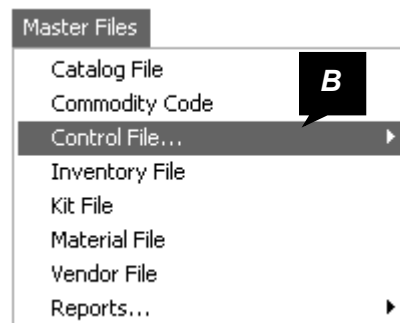 Master Files
Catalog File
B
Commodity Code
Control File...
Inventory File
Kit File
Material File
Vendor File
Reports...